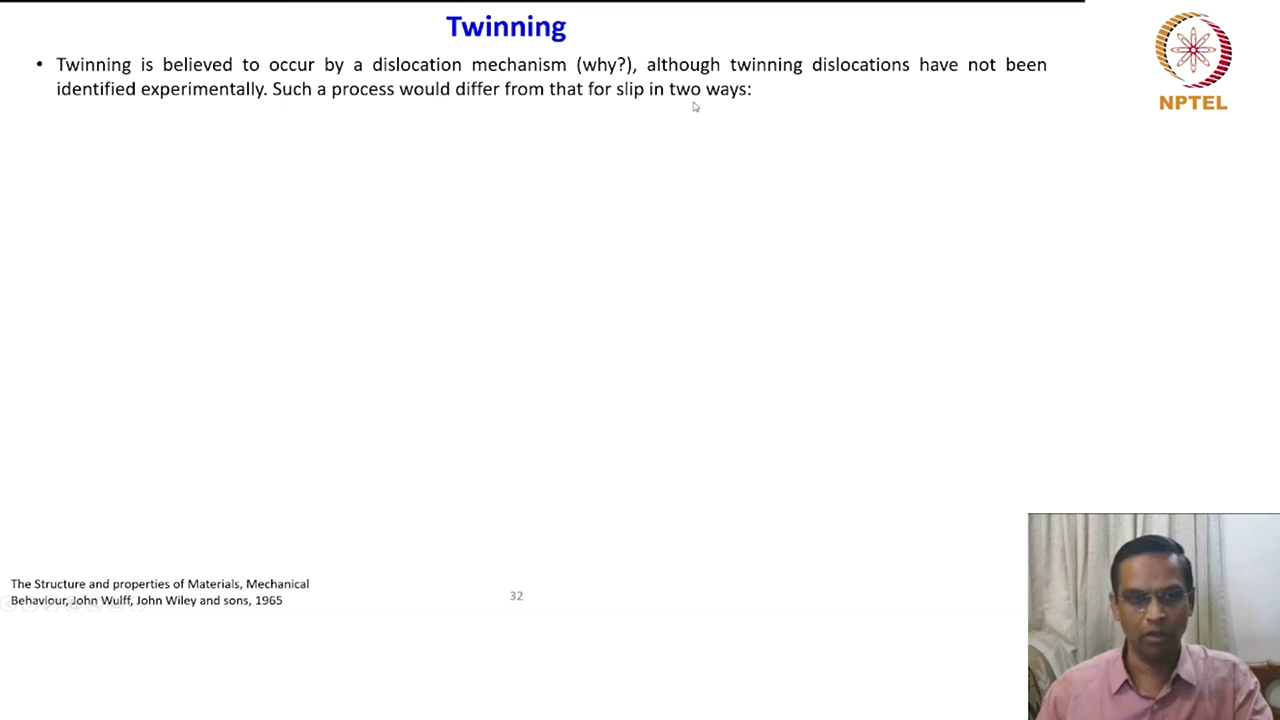 Twinning
• Twinning is believed to occur by a dislocation mechanism (why?), although twinning dislocations have not been
identified experimentally. Such a process would differ from that for slip in two ways:
NPTEL
The Structure and properties of Materials, Mechanical
Behaviour, John Wulff, John Wiley and sons, 1965
32